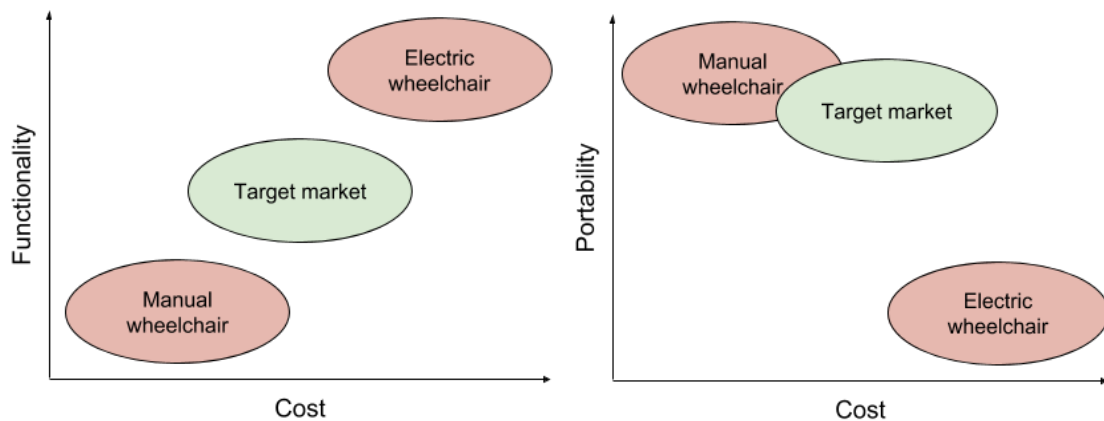 Functionality
Electric
wheelchair
Target market
Manual
wheelchair
Cost
Portability
Manual
wheelchair
Target market
Electric
wheelchair
Cost